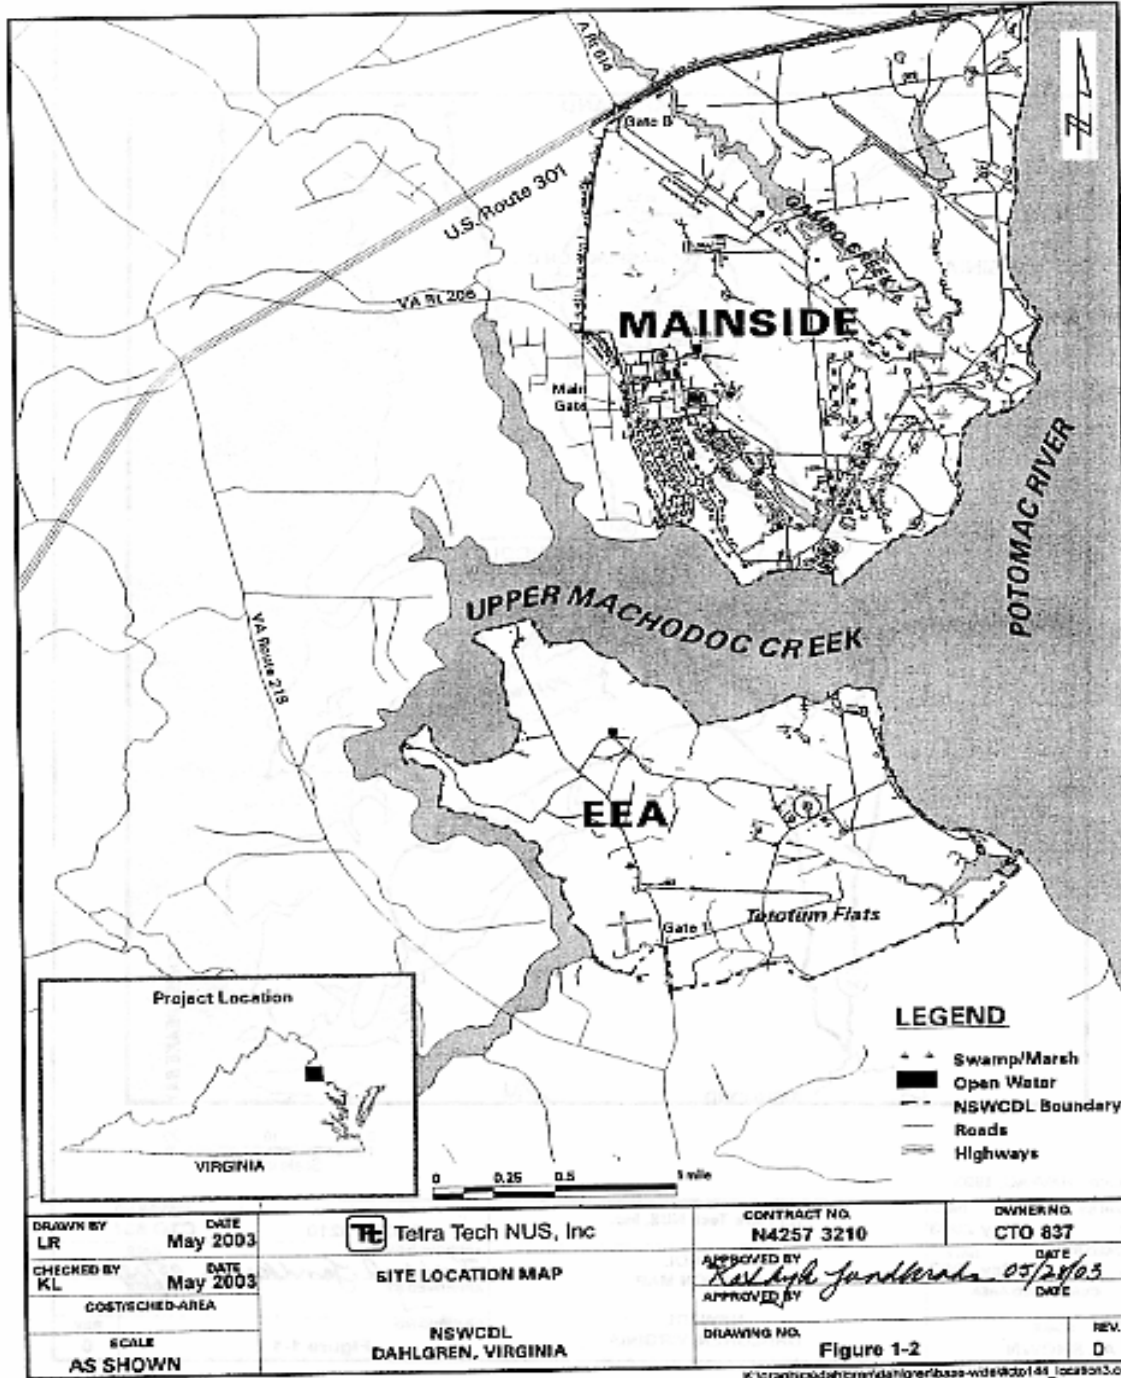 A Rt 614
Gate B
U.S. Route 301
GAMBO CREEK
VA Rt. 206
MAINSIDE
Main
Gate
POTOMAC RIVER
UPPER MACHODOC CREEK
VA Route 218
EEA
Tetotum Flats
Gate 1
Project Location
VIRGINIA
LEGEND
Swamp/Marsh
Open Water
NSWCDL Boundary
Roads
Highways
0 0.25 0.5 1 mile
DRAWN BY DATE
LR May 2003
CHECKED BY DATE
KL May 2003
COST/SCHED-AREA
SCALE
AS SHOWN
Tt Tetra Tech NUS, Inc
SITE LOCATION MAP
NSWCDL
DAHLGREN, VIRGINIA
CONTRACT NO.
N4257 3210
OWNER NO.
CTO 837
APPROVED BY DATE
05/28/03
APPROVED BY DATE
DRAWING NO.
Figure 1-2
REV.
D